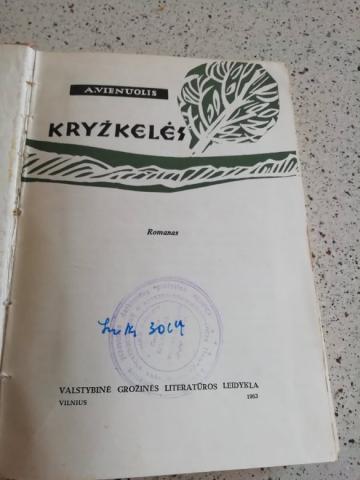 A.VIENUOLIS
KRYŽKELĖS
Romanas
VALSTYBINĖ GROŽINĖS LITERATŪROS LEIDYKLA
VILNIUS 1963